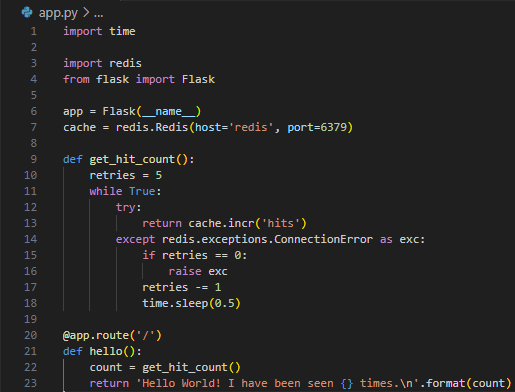 app.py > ...
1 import time
2
3 import redis
4 from flask import Flask
5
6 app = Flask(__name__)
7 cache = redis.Redis(host='redis', port=6379)
8
9 def get_hit_count():
10     retries = 5
11     while True:
12         try:
13             return cache.incr('hits')
14         except redis.exceptions.ConnectionError as exc:
15             if retries == 0:
16                 raise exc
17             retries -= 1
18             time.sleep(0.5)
19
20 @app.route('/')
21 def hello():
22     count = get_hit_count()
23     return 'Hello World! I have been seen {} times.\n'.format(count)